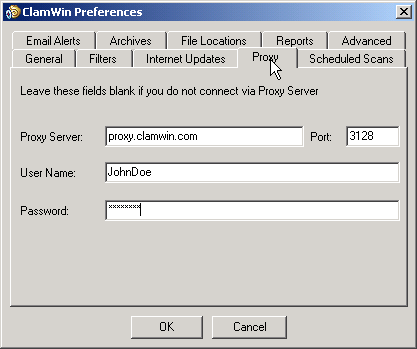 ClamWin Preferences
Email Alerts Archives File Locations Reports Advanced
General Filters Internet Updates Proxy Scheduled Scans
Leave these fields blank if you do not connect via Proxy Server
Proxy Server: proxy.clamwin.com Port: 3128
User Name: JohnDoe
Password: ********
OK Cancel